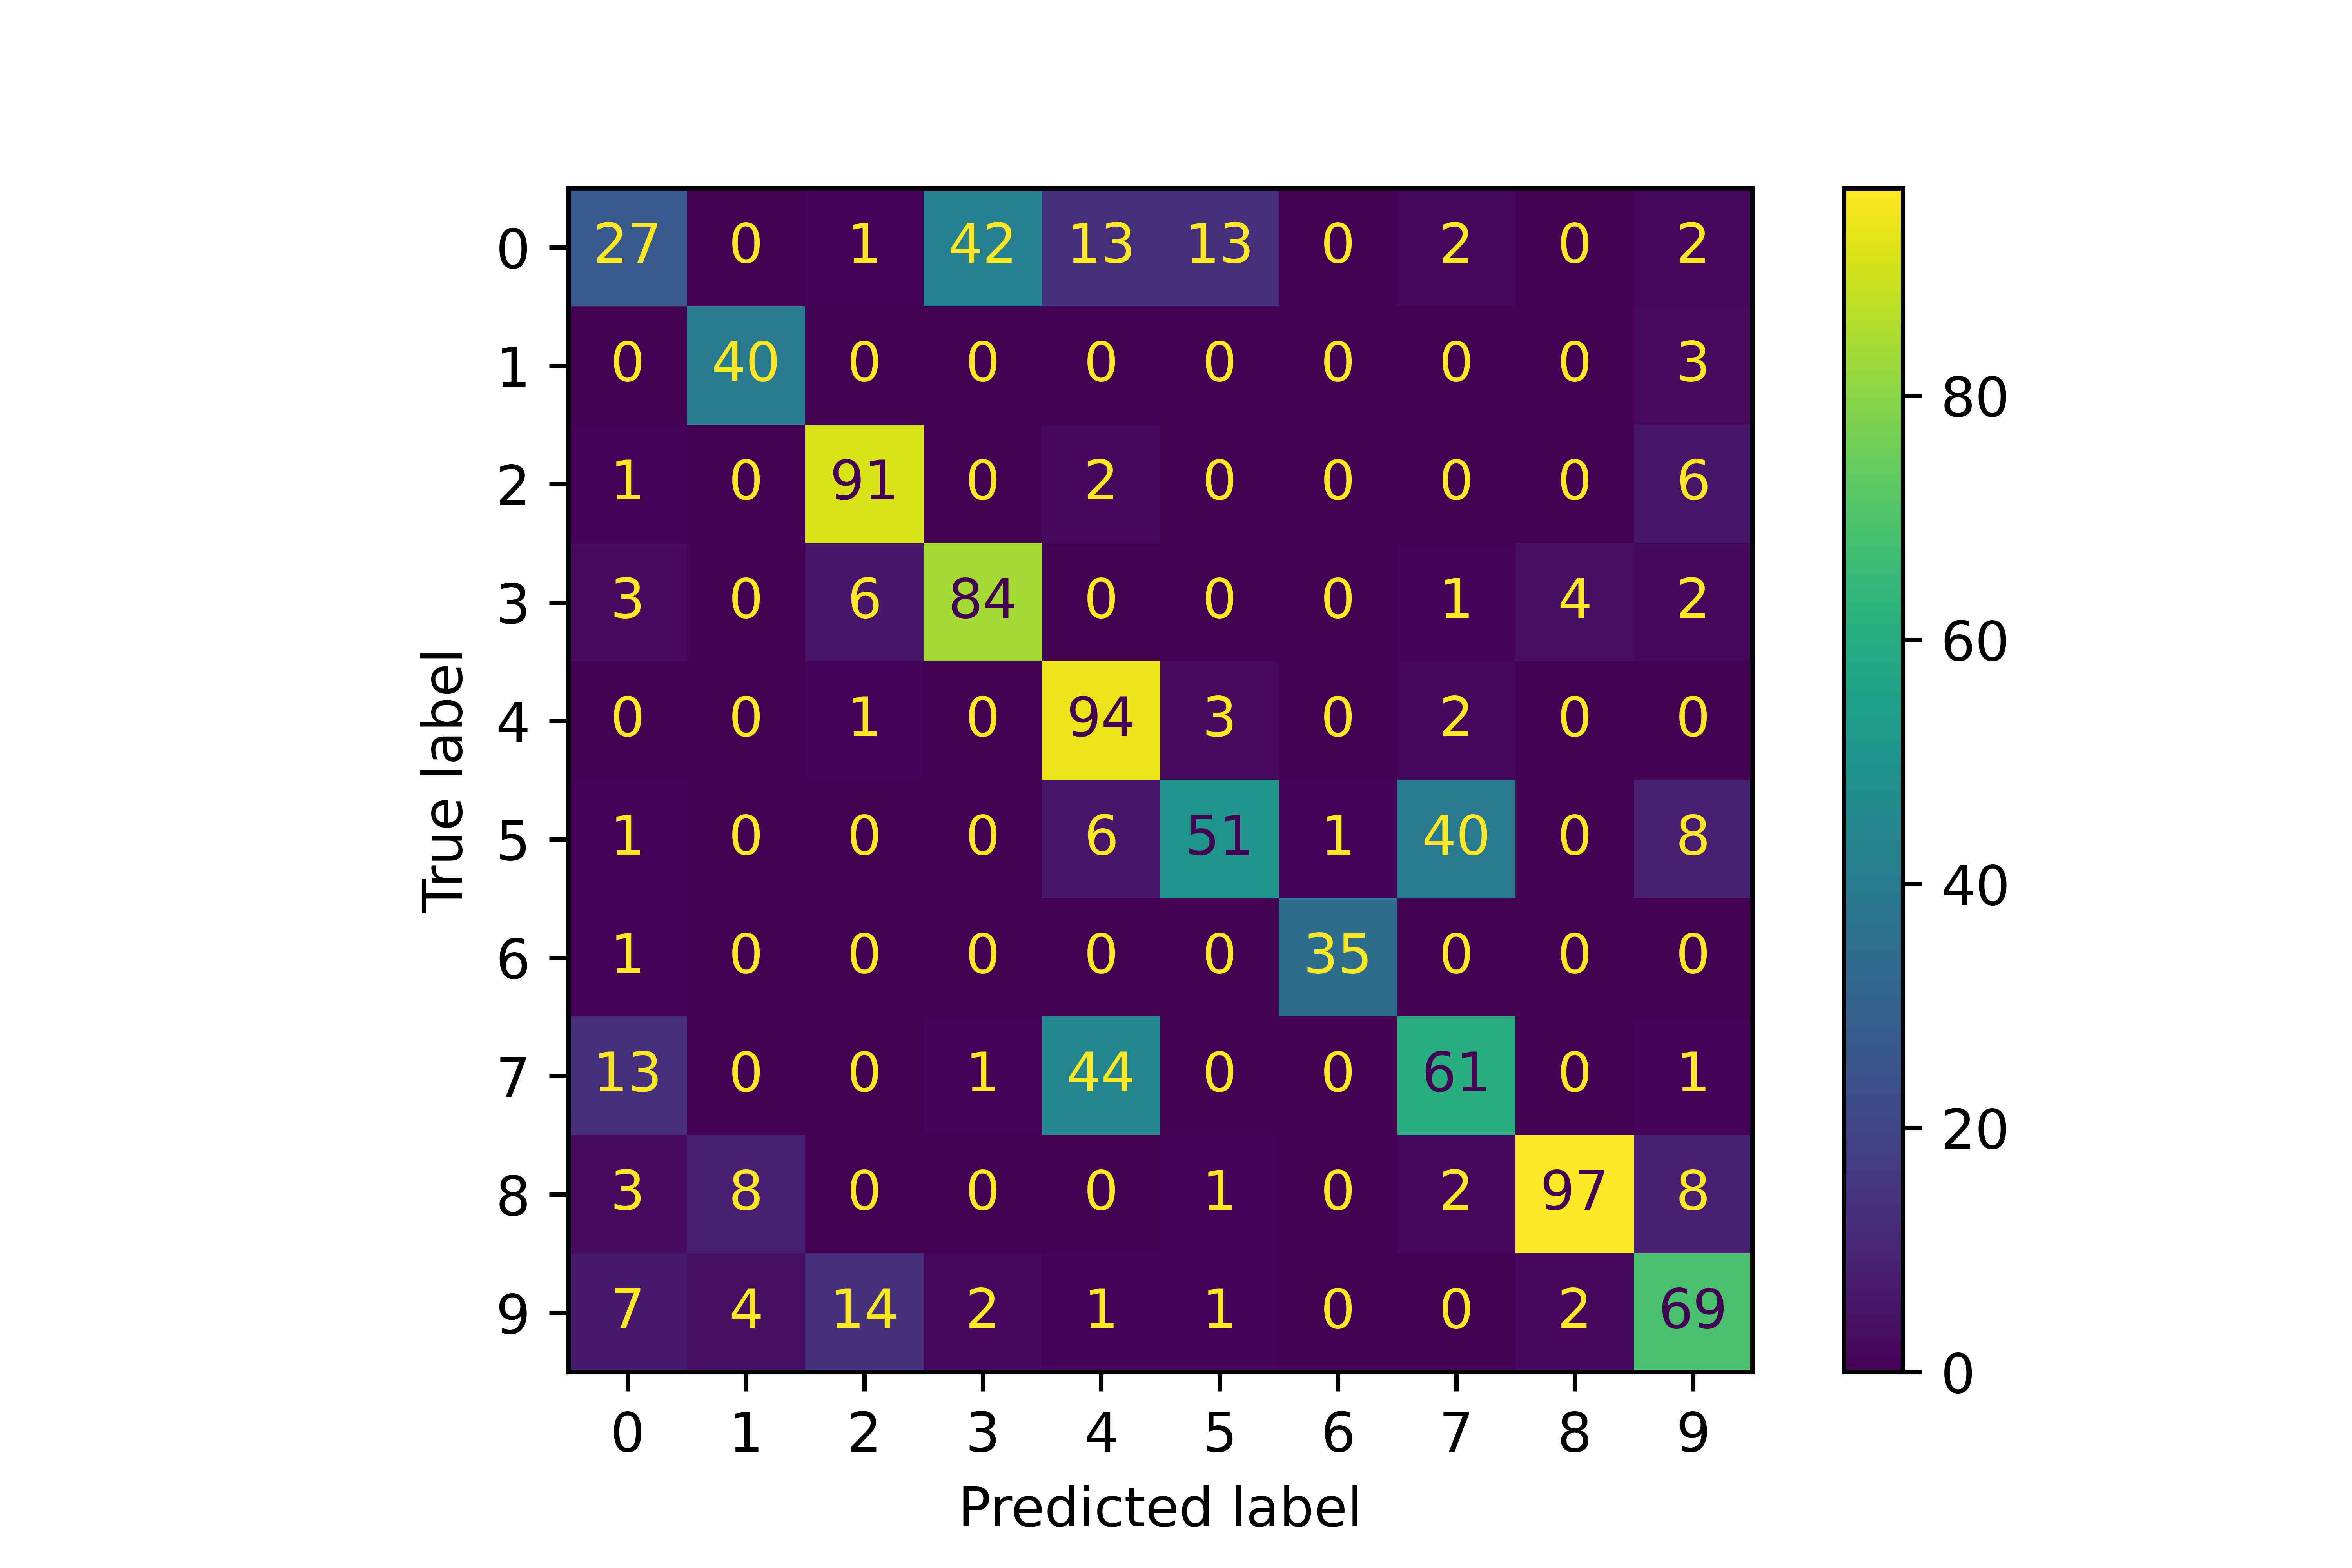 0 27 0 1 42 13 13 0 2 0 2
1 0 40 0 0 0 0 0 0 0 3
2 1 0 91 0 2 0 0 0 0 6
3 3 0 6 84 0 0 0 1 4 2
4 0 0 1 0 94 3 0 2 0 0
5 1 0 0 0 6 51 1 40 0 8
6 1 0 0 0 0 0 35 0 0 0
7 13 0 0 1 44 0 0 61 0 1
8 3 8 0 0 0 1 0 2 97 8
9 7 4 14 2 1 1 0 0 2 69
0 1 2 3 4 5 6 7 8 9
Predicted label
True label
80
60
40
20
0